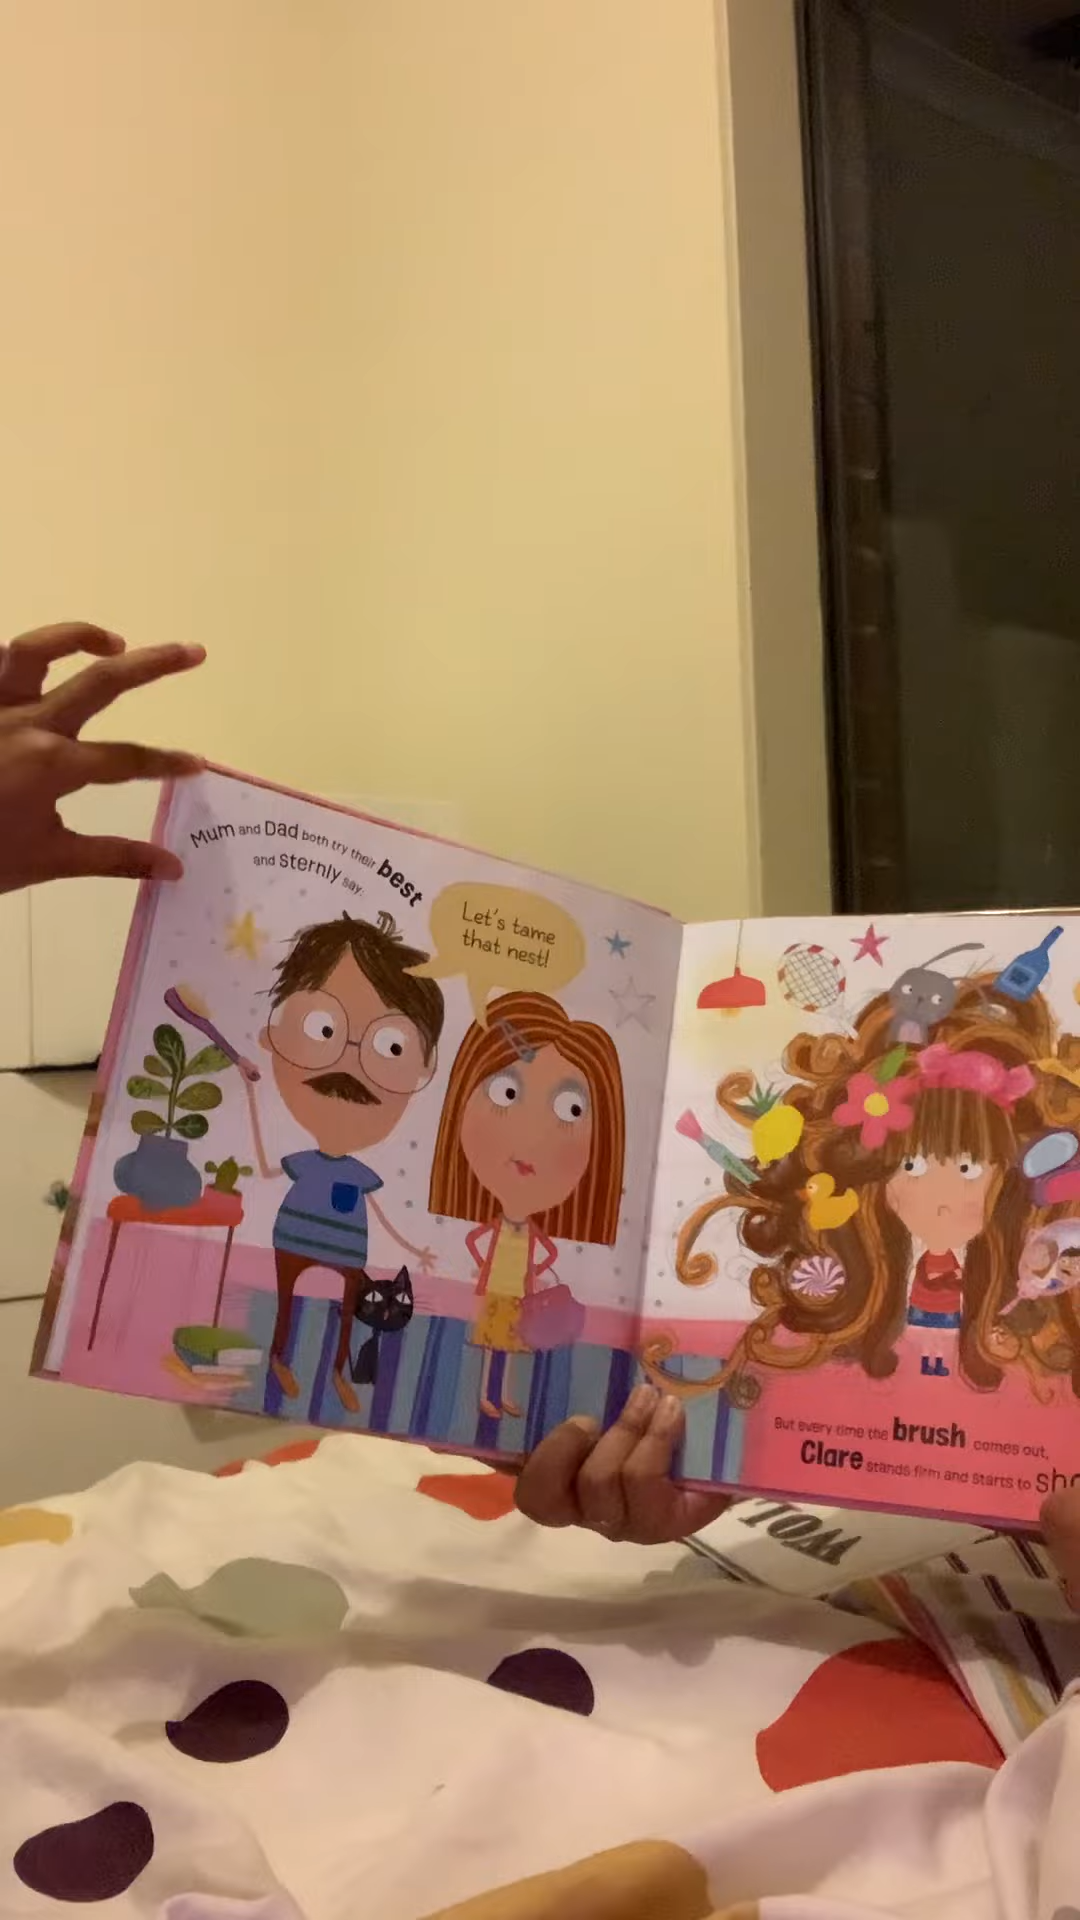 Mum and Dad both try their best
and sternly say:
Let's tame
that nest!
But every time the brush comes out,
Clare stands firm and starts to
TOM